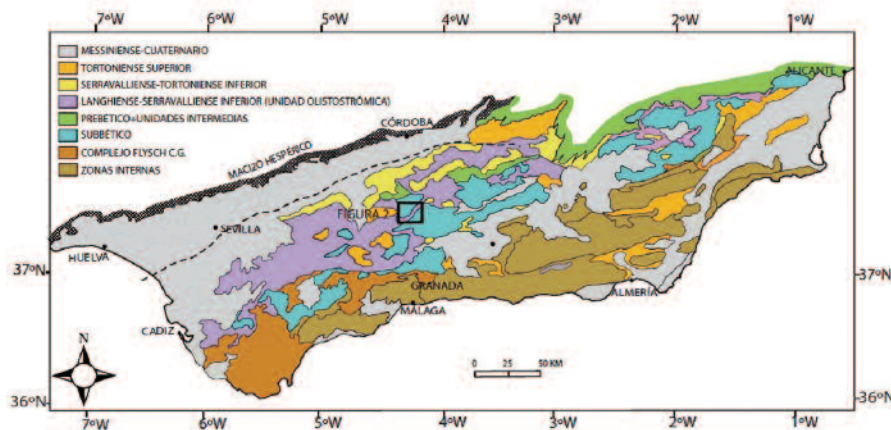 7ºW 6ºW 5ºW 4ºW 3ºW 2ºW 1ºW
MESSINIENSE-CUATERNARIO
TORTONIENSE SUPERIOR
SERRAVALLIENSE-TORTONIENSE INFERIOR
LANGHIENSE-SERRAVALLIENSE INFERIOR (UNIDAD OLISTOSTRÓMICA)
PREBÉTICO+UNIDADES INTERMEDIAS
SUBBÉTICO
COMPLEJO FLYSCH C.G.
ZONAS INTERNAS
ALICANTE
CÓRDOBA
MACIZO HESPÉRICO
FIGURA 2
SEVILLA
HUELVA
37ºN 37ºN
GRANADA
ALMERÍA
MÁLAGA
CADIZ
N
0 25 50 KM
36ºN 36ºN
7ºW 6ºW 5ºW 4ºW 3ºW 2ºW 1ºW